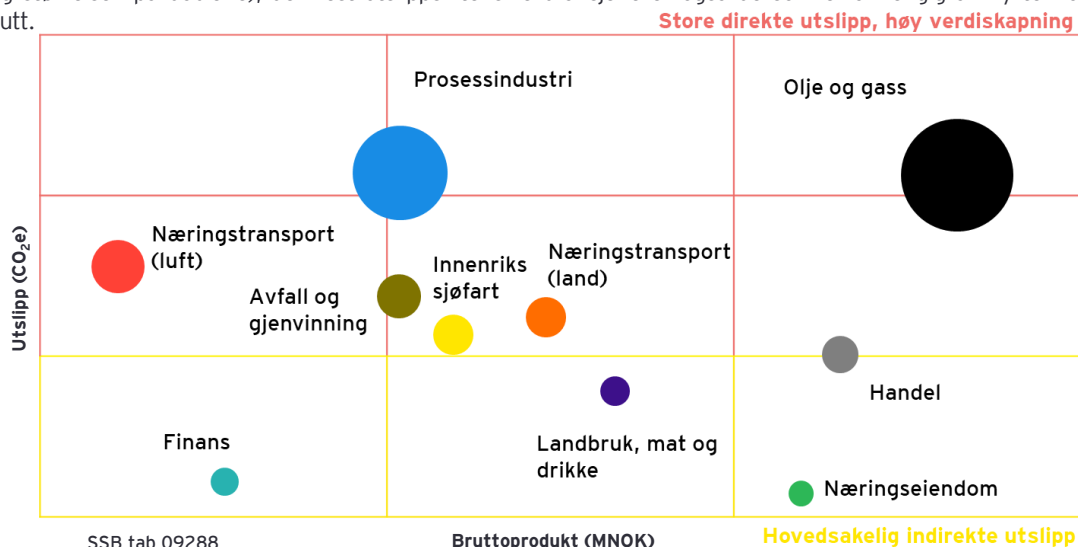 utt.
Store direkte utslipp, høy verdiskapning
Prosessindustri
Olje og gass
Næringstransport
(luft)
Innenriks
sjøfart
Næringstransport
(land)
Avfall og
gjenvinning
Utslipp (CO₂e)
Handel
Finans
Landbruk, mat og
drikke
Næringseiendom
SSB tab 09288
Bruttoprodukt (MNOK)
Hovedsakelig indirekte utslipp